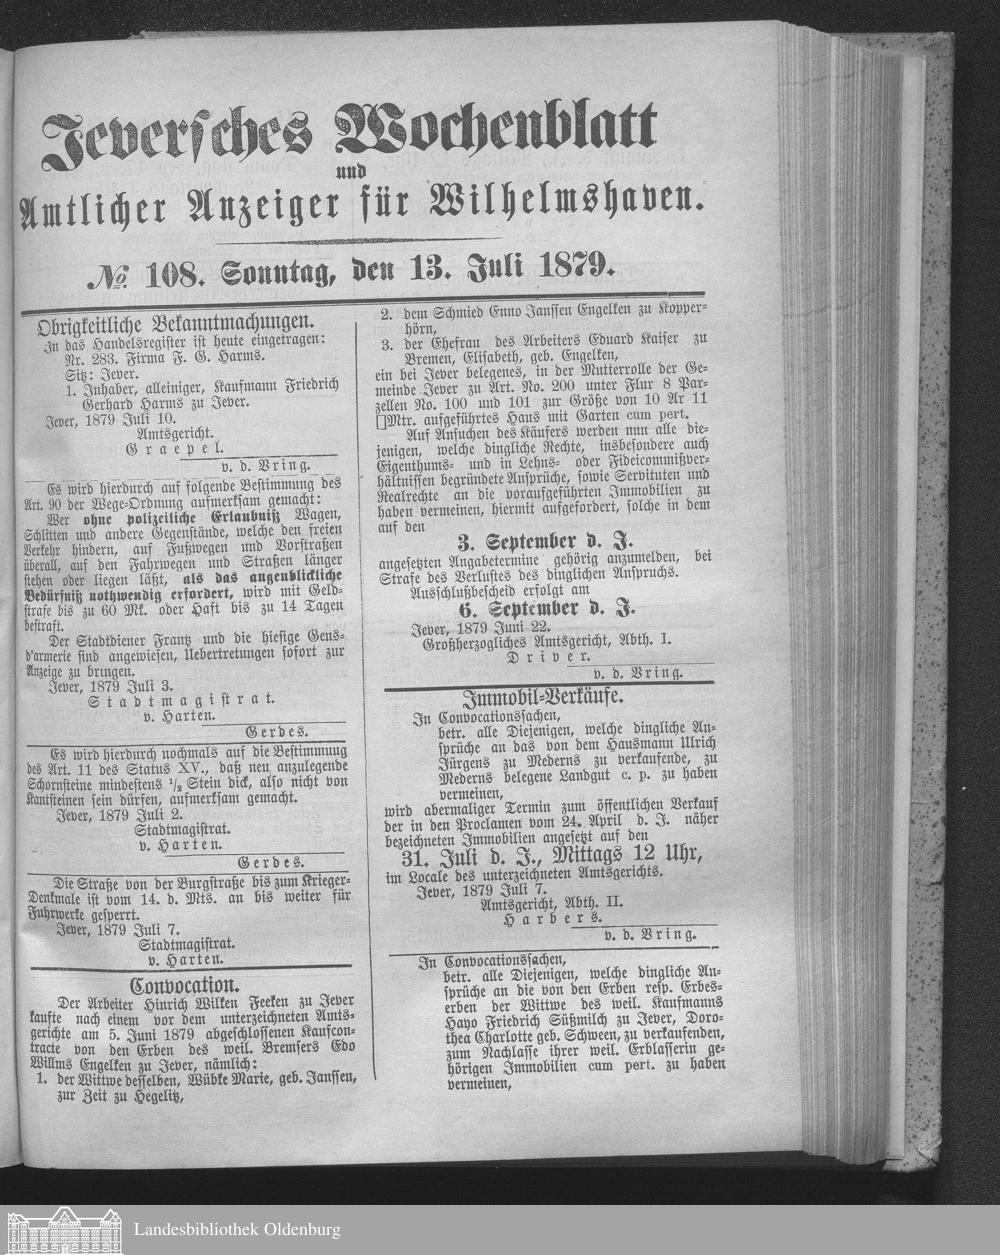 Jeversches Wochenblatt
und
Amtlicher Anzeiger für Wilhelmshaven.
№ 108. Sonntag, den 13. Juli 1879.
Obrigkeitliche Bekanntmachungen.
In das Handelsregister ist heute eingetragen:
Nr. 283. Firma F. G. Harms.
Sitz: Jever.
1. Inhaber, alleiniger, Kaufmann Friedrich
Gerhard Harms zu Jever.
Jever, 1879 Juli 10.
Amtsgericht.
Graepel.
v. d. Vring.
Es wird hierdurch auf folgende Bestimmung des
Art. 90 der Wege-Ordnung aufmerksam gemacht:
Wer ohne polizeiliche Erlaubniß Wagen,
Schlitten und andere Gegenstände, welche den freien
Verkehr hindern, auf Fußwegen und Vorstraßen
überall, auf den Fahrwegen und Straßen länger
stehen oder liegen läßt, als das augenblickliche
Bedürfniß nothwendig erfordert, wird mit Geld-
strafe bis zu 60 Mk. oder Haft bis zu 14 Tagen
bestraft.
Der Stadtdiener Frantz und die hiesige Gens-
d'armerie sind angewiesen, Uebertretungen sofort zur
Anzeige zu bringen.
Jever, 1879 Juli 3.
Stadtmagistrat.
v. Harten.
Gerdes.
Es wird hierdurch nochmals auf die Bestimmung
des Art. 11 des Status XV., daß neu anzulegende
Schornsteine mindestens 1/2 Stein dick, also nicht von
Kantsteinen sein dürfen, aufmerksam gemacht.
Jever, 1879 Juli 2.
Stadtmagistrat.
v. Harten.
Gerdes.
Die Straße von der Burgstraße bis zum Krieger-
Denkmale ist vom 14. d. Mts. an bis weiter für
Fuhrwerke gesperrt.
Jever, 1879 Juli 7.
Stadtmagistrat.
v. Harten.
Convocation.
Der Arbeiter Hinrich Wilken Feeken zu Jever
kaufte nach einem vor dem unterzeichneten Amts-
gerichte am 5. Juni 1879 abgeschlossenen Kaufcon-
tracte von den Erben des weil. Bremsers Edo
Willms Engelken zu Jever, nämlich:
1. der Wittwe desselben, Wübke Marie, geb. Janssen,
zur Zeit zu Hegelitz,
2. dem Schmied Enno Janssen Engelken zu Kopper-
hörn,
3. der Ehefrau des Arbeiters Eduard Kaiser zu
Bremen, Elisabeth, geb. Engelken,
ein bei Jever belegenes, in der Mutterrolle der Ge-
meinde Jever zu Art. No. 200 unter Flur 8 Par-
zellen No. 100 und 101 zur Größe von 10 Ar 11
□Mtr. aufgeführtes Haus mit Garten cum pert.
Auf Ansuchen des Käufers werden nun alle die-
jenigen, welche dingliche Rechte, insbesondere auch
Eigenthums- und in Lehns- oder Fideicommißver-
hältnissen begründete Ansprüche, sowie Servituten und
Realrechte an die voraufgeführten Immobilien zu
haben vermeinen, hiermit aufgefordert, solche in dem
auf den
3. September d. J.
angesetzten Angabetermine gehörig anzumelden, bei
Strafe des Verlustes des dinglichen Anspruchs.
Ausschlußbescheid erfolgt am
6. September d. J.
Jever, 1879 Juni 22.
Großherzogliches Amtsgericht, Abth. I.
Driver.
v. d. Vring.
Immobil-Verkäufe.
In Convocationssachen,
betr. alle Diejenigen, welche dingliche An-
sprüche an das von dem Hausmann Ulrich
Jürgens zu Mederns zu verkaufende, zu
Mederns belegene Landgut c. p. zu haben
vermeinen,
wird abermaliger Termin zum öffentlichen Verkauf
der in den Proclamen vom 24. April d. J. näher
bezeichneten Immobilien angesetzt auf den
31. Juli d. J., Mittags 12 Uhr,
im Locale des unterzeichneten Amtsgerichts.
Jever, 1879 Juli 7.
Amtsgericht, Abth. II.
Harbers.
v. d. Vring.
In Convocationssachen,
betr. alle Diejenigen, welche dingliche An-
sprüche an die von den Erben resp. Erbes-
erben der Wittwe des weil. Kaufmanns
Hayo Friedrich Süßmilch zu Jever, Doro-
thea Charlotte geb. Schween, zu verkaufenden,
zum Nachlasse ihrer weil. Erblasserin ge-
hörigen Immobilien cum pert. zu haben
vermeinen,
Landesbibliothek Oldenburg